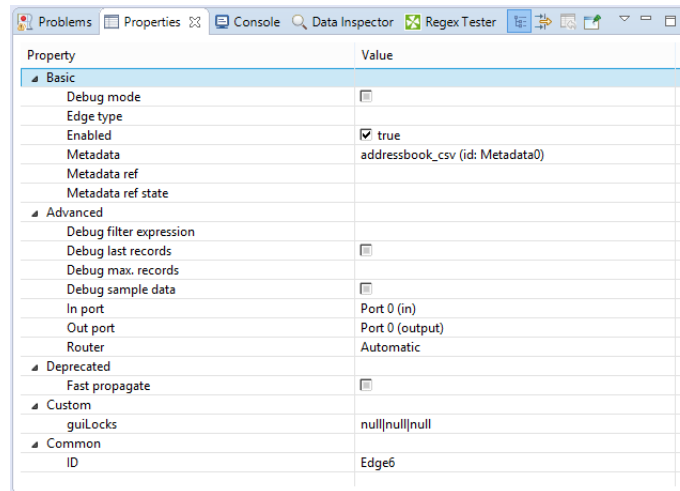 Problems Properties Console Data Inspector Regex Tester
Property Value
Basic
Debug mode
Edge type
Enabled true
Metadata addressbook_csv (id: Metadata0)
Metadata ref
Metadata ref state
Advanced
Debug filter expression
Debug last records
Debug max. records
Debug sample data
In port Port 0 (in)
Out port Port 0 (output)
Router Automatic
Deprecated
Fast propagate
Custom
guiLocks null|null|null
Common
ID Edge6